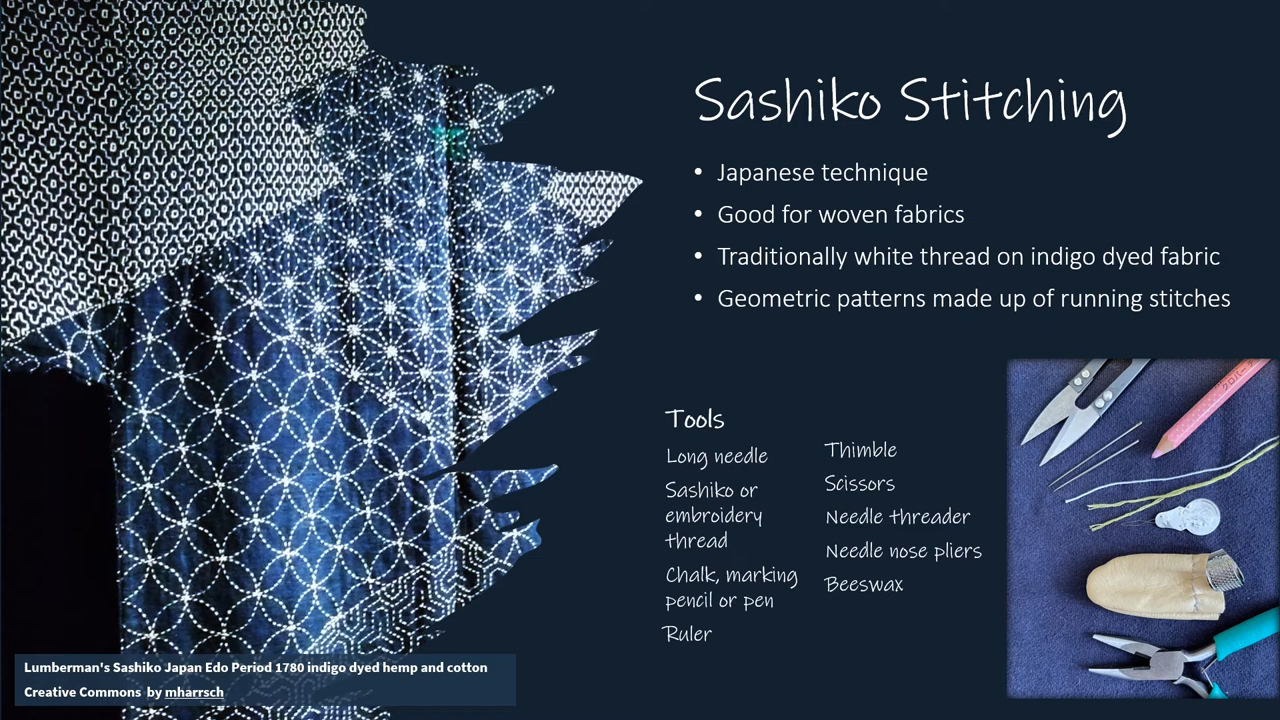 Sashiko Stitching
• Japanese technique
• Good for woven fabrics
• Traditionally white thread on indigo dyed fabric
• Geometric patterns made up of running stitches
Tools
Long needle
Sashiko or
embroidery
thread
Chalk, marking
pencil or pen
Ruler
Thimble
Scissors
Needle threader
Needle nose pliers
Beeswax
Lumberman's Sashiko Japan Edo Period 1780 indigo dyed hemp and cotton
Creative Commons by mharrsch